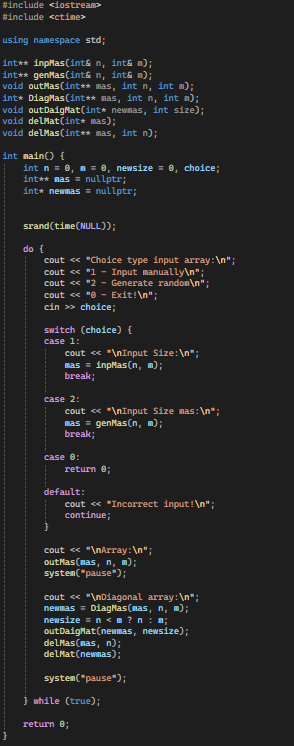 #include <iostream>
#include <ctime>
using namespace std;
int** inpMas(int& n, int& m);
int** genMas(int& n, int& m);
void outMas(int** mas, int n, int m);
int* DiagMas(int** mas, int n, int m);
void outDaigMat(int* newmas, int size);
void delMat(int* mas);
void delMas(int** mas, int n);
int main() {
int n = 0, m = 0, newsize = 0, choice;
int** mas = nullptr;
int* newmas = nullptr;
srand(time(NULL));
do {
cout << "Choice type input array:\n";
cout << "1 - Input manually\n";
cout << "2 - Generate random\n";
cout << "0 - Exit!\n";
cin >> choice;
switch (choice) {
case 1:
cout << "\nInput Size:\n";
mas = inpMas(n, m);
break;
case 2:
cout << "\nInput Size mas:\n";
mas = genMas(n, m);
break;
case 0:
return 0;
default:
cout << "Incorrect input!\n";
continue;
}
cout << "\nArray:\n";
outMas(mas, n, m);
system("pause");
cout << "\nDiagonal array:\n";
newmas = DiagMas(mas, n, m);
newsize = n < m ? n : m;
outDaigMat(newmas, newsize);
delMas(mas, n);
delMat(newmas);
system("pause");
} while (true);
return 0;
}